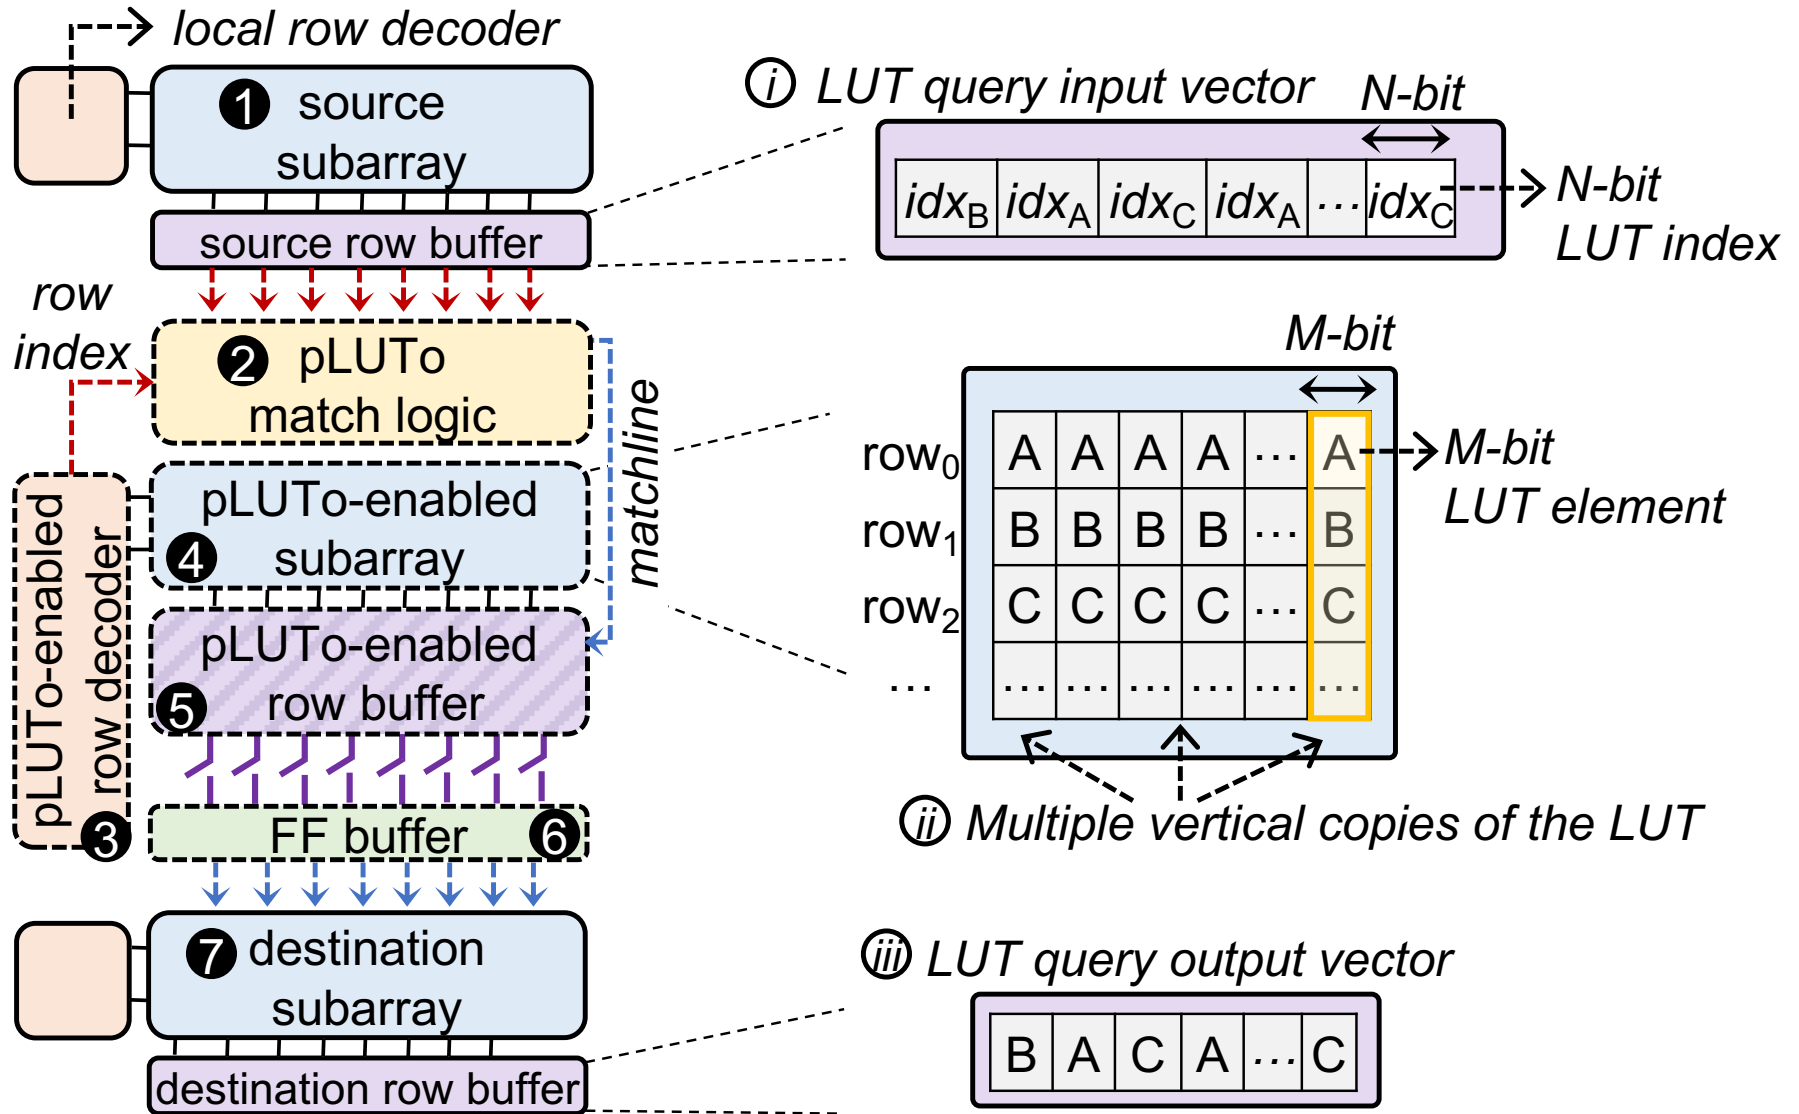 local row decoder
1 source
subarray
source row buffer
row
index
2 pLUTo
match logic
matchline
pLUTo-enabled
row decoder
3
pLUTo-enabled
4 subarray
pLUTo-enabled
5 row buffer
FF buffer 6
7 destination
subarray
destination row buffer
i LUT query input vector
N-bit
idxB idxA idxC idxA ... idxC
N-bit
LUT index
M-bit
row0 A A A A ... A
row1 B B B B ... B
row2 C C C C ... C
... ... ... ... ... ... ...
M-bit
LUT element
ii Multiple vertical copies of the LUT
iii LUT query output vector
B A C A ... C